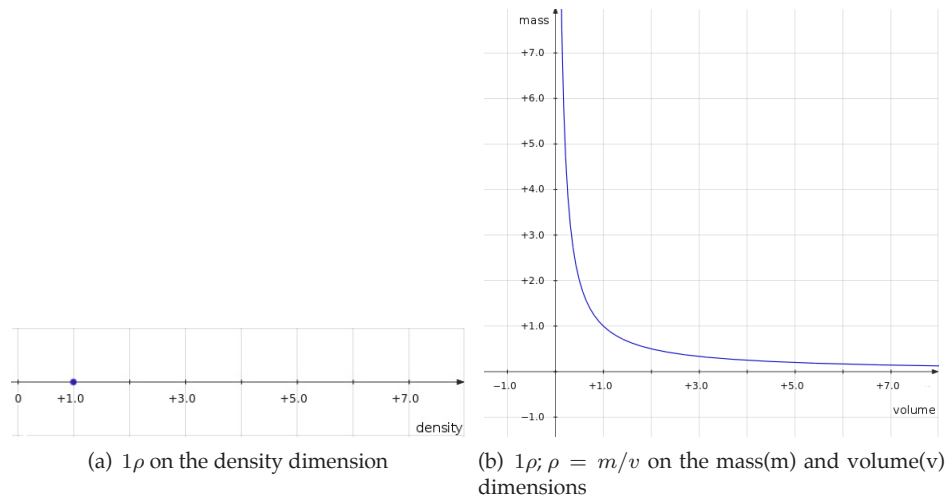 mass
+7.0
+6.0
+5.0
+4.0
+3.0
+2.0
+1.0
−1.0
−1.0 +1.0 +3.0 +5.0 +7.0
volume
0 +1.0 +3.0 +5.0 +7.0
density
(a) 1ρ on the density dimension
(b) 1ρ; ρ = m/v on the mass(m) and volume(v)
dimensions